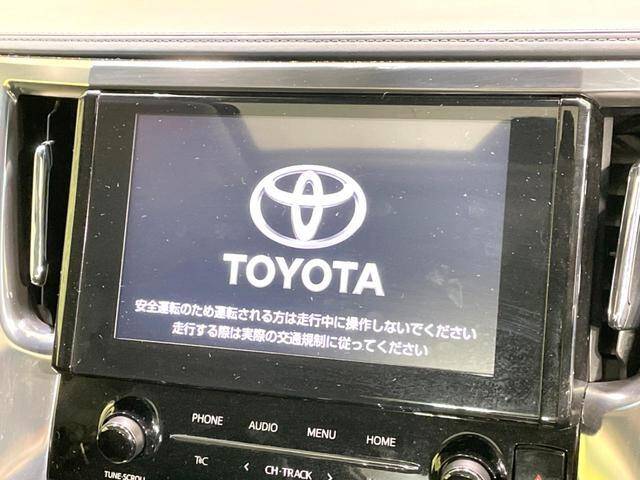 TOYOTA
安全運転のため運転される方は走行中に操作しないでください
走行する際は実際の交通規制に従ってください
PHONE AUDIO MENU HOME
TUNE·SCROLL T&C < CH·TRACK >